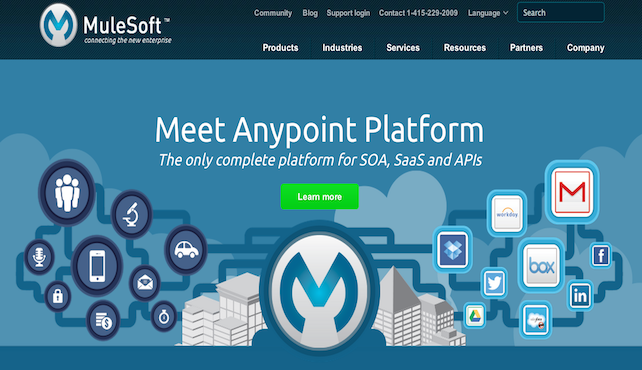 MuleSoft™
connecting the new enterprise
Community Blog Support login Contact 1-415-229-2009 Language Search
Products Industries Services Resources Partners Company
Meet Anypoint Platform
The only complete platform for SOA, SaaS and APIs
Learn more
workday
box
in
f